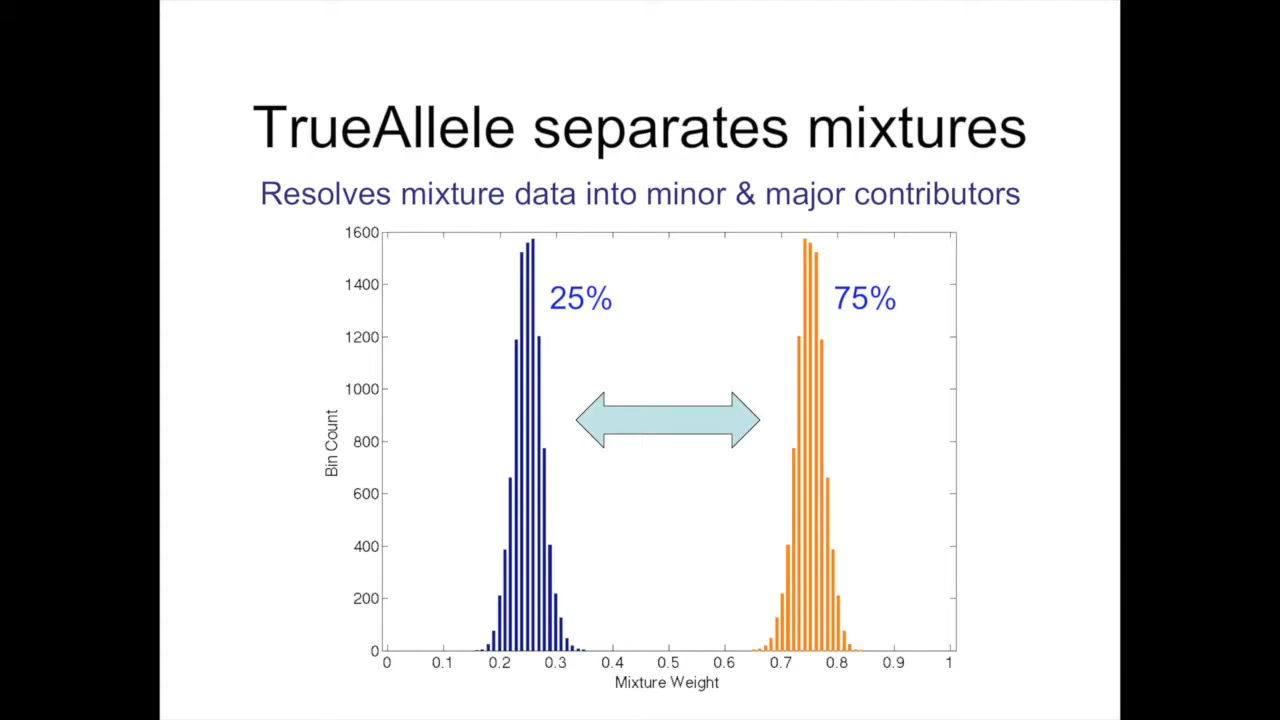 TrueAllele separates mixtures
Resolves mixture data into minor & major contributors
1600
1400
1200
1000
800
600
400
200
0
Bin Count
25%
75%
0 0.1 0.2 0.3 0.4 0.5 0.6 0.7 0.8 0.9 1
Mixture Weight